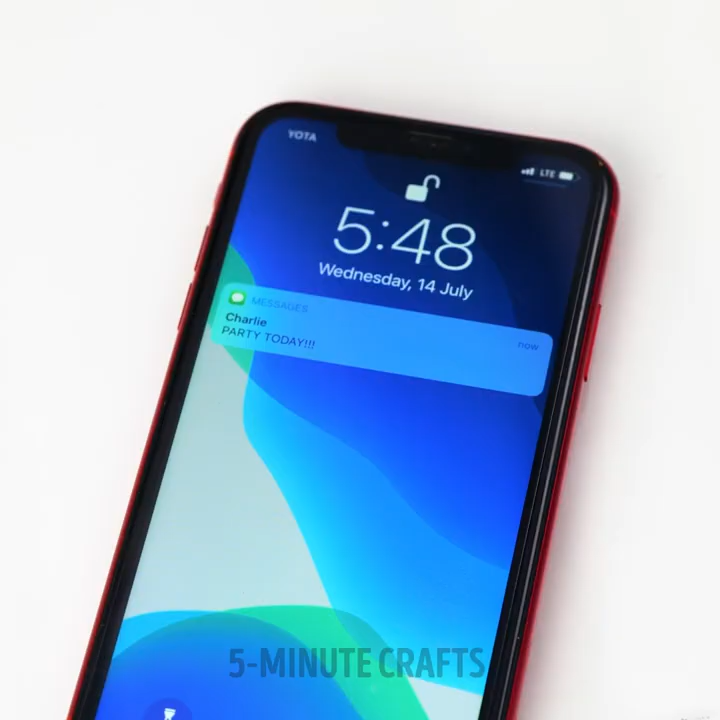 YOTA
LTE
5:48
Wednesday, 14 July
MESSAGES
now
Charlie
PARTY TODAY!!!
5-MINUTE CRAFTS